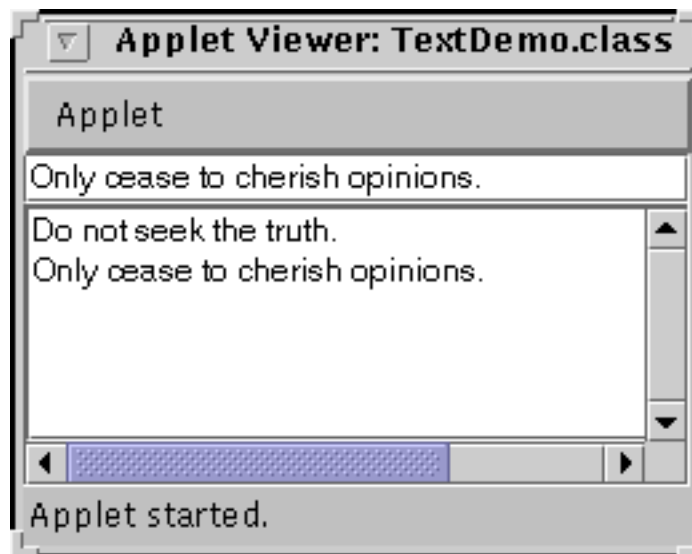 Applet Viewer: TextDemo.class
Applet
Only cease to cherish opinions.
Do not seek the truth.
Only cease to cherish opinions.
Applet started.